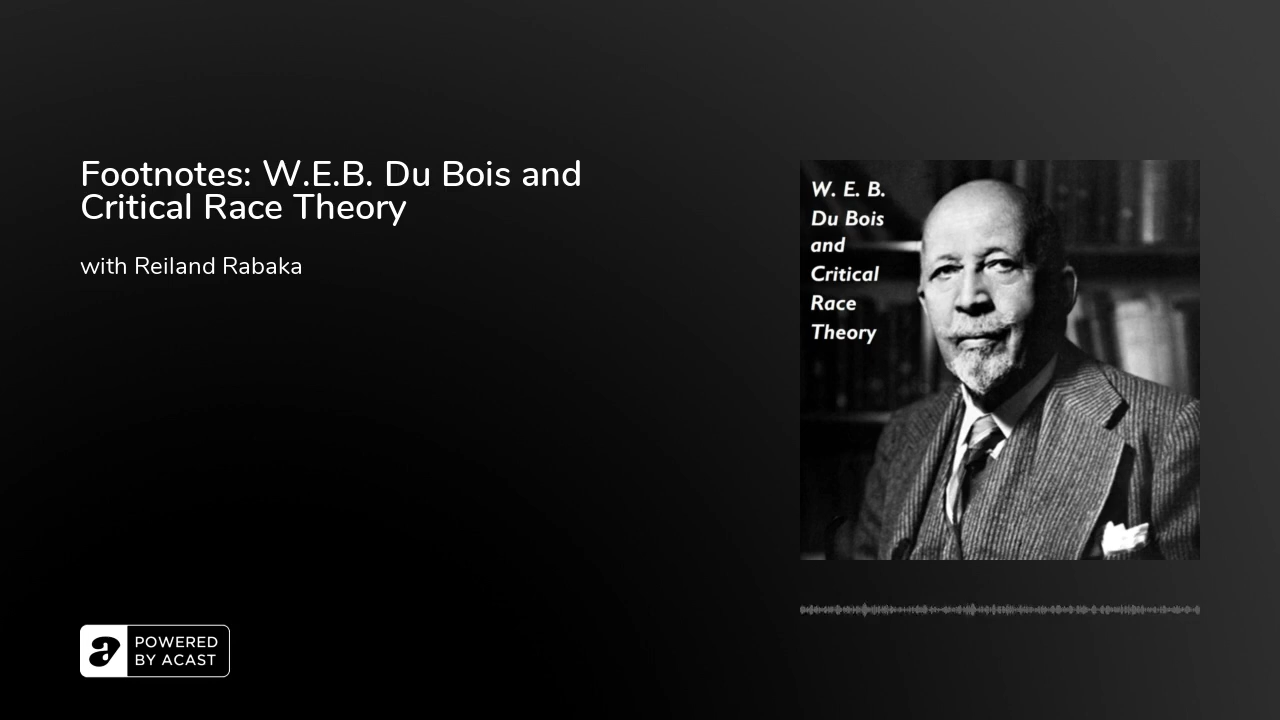 Footnotes: W.E.B. Du Bois and
Critical Race Theory
with Reiland Rabaka
W. E. B.
Du Bois
and
Critical
Race
Theory
a
POWERED
BY ACAST